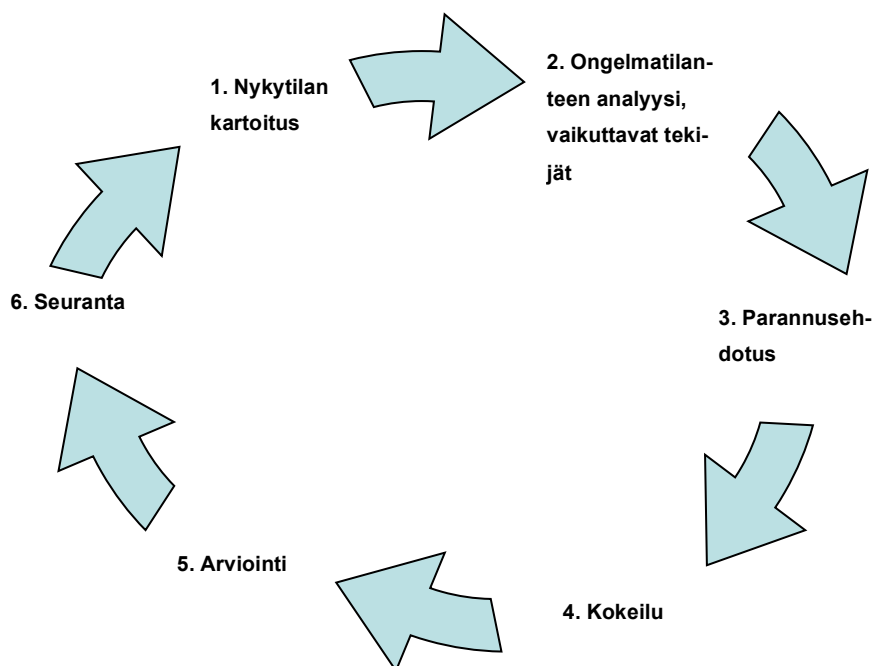 1. Nykytilan
kartoitus
2. Ongelmatilan-
teen analyysi,
vaikuttavat teki-
jät
3. Parannuseh-
dotus
4. Kokeilu
5. Arviointi
6. Seuranta